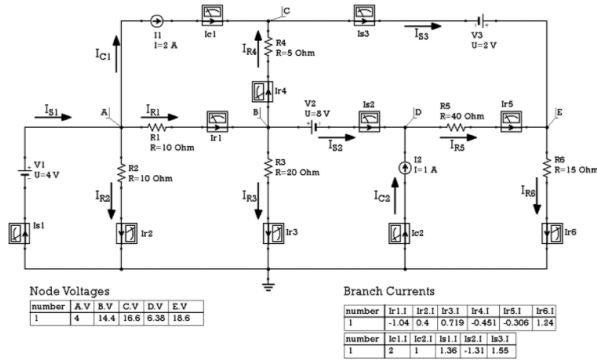 C
I1
I=2 A
Ic1
Is3
V3
U=2 V
IS3
IC1
IR4
R4
R=5 Ohm
Ir4
IS1
A
IR1
R1
R=10 Ohm
Ir1
B
V2
U=8 V
IS2
Is2
D
R5
R=40 Ohm
IR5
Ir5
E
V1
U=4 V
R2
R=10 Ohm
IR2
R3
R=20 Ohm
IR3
I2
I=1 A
IC2
R6
R=15 Ohm
IR6
Is1
Ir2
Ir3
Ic2
Ir6
Node Voltages
number A.V B.V C.V D.V E.V
1 4 14.4 16.6 6.38 18.6
Branch Currents
number Ir1.I Ir2.I Ir3.I Ir4.I Ir5.I Ir6.I
1 -1.04 0.4 0.719 -0.451 -0.306 1.24
number Ic1.I Ic2.I Is1.I Is2.I Is3.I
1 2 1 1.36 -1.31 1.55